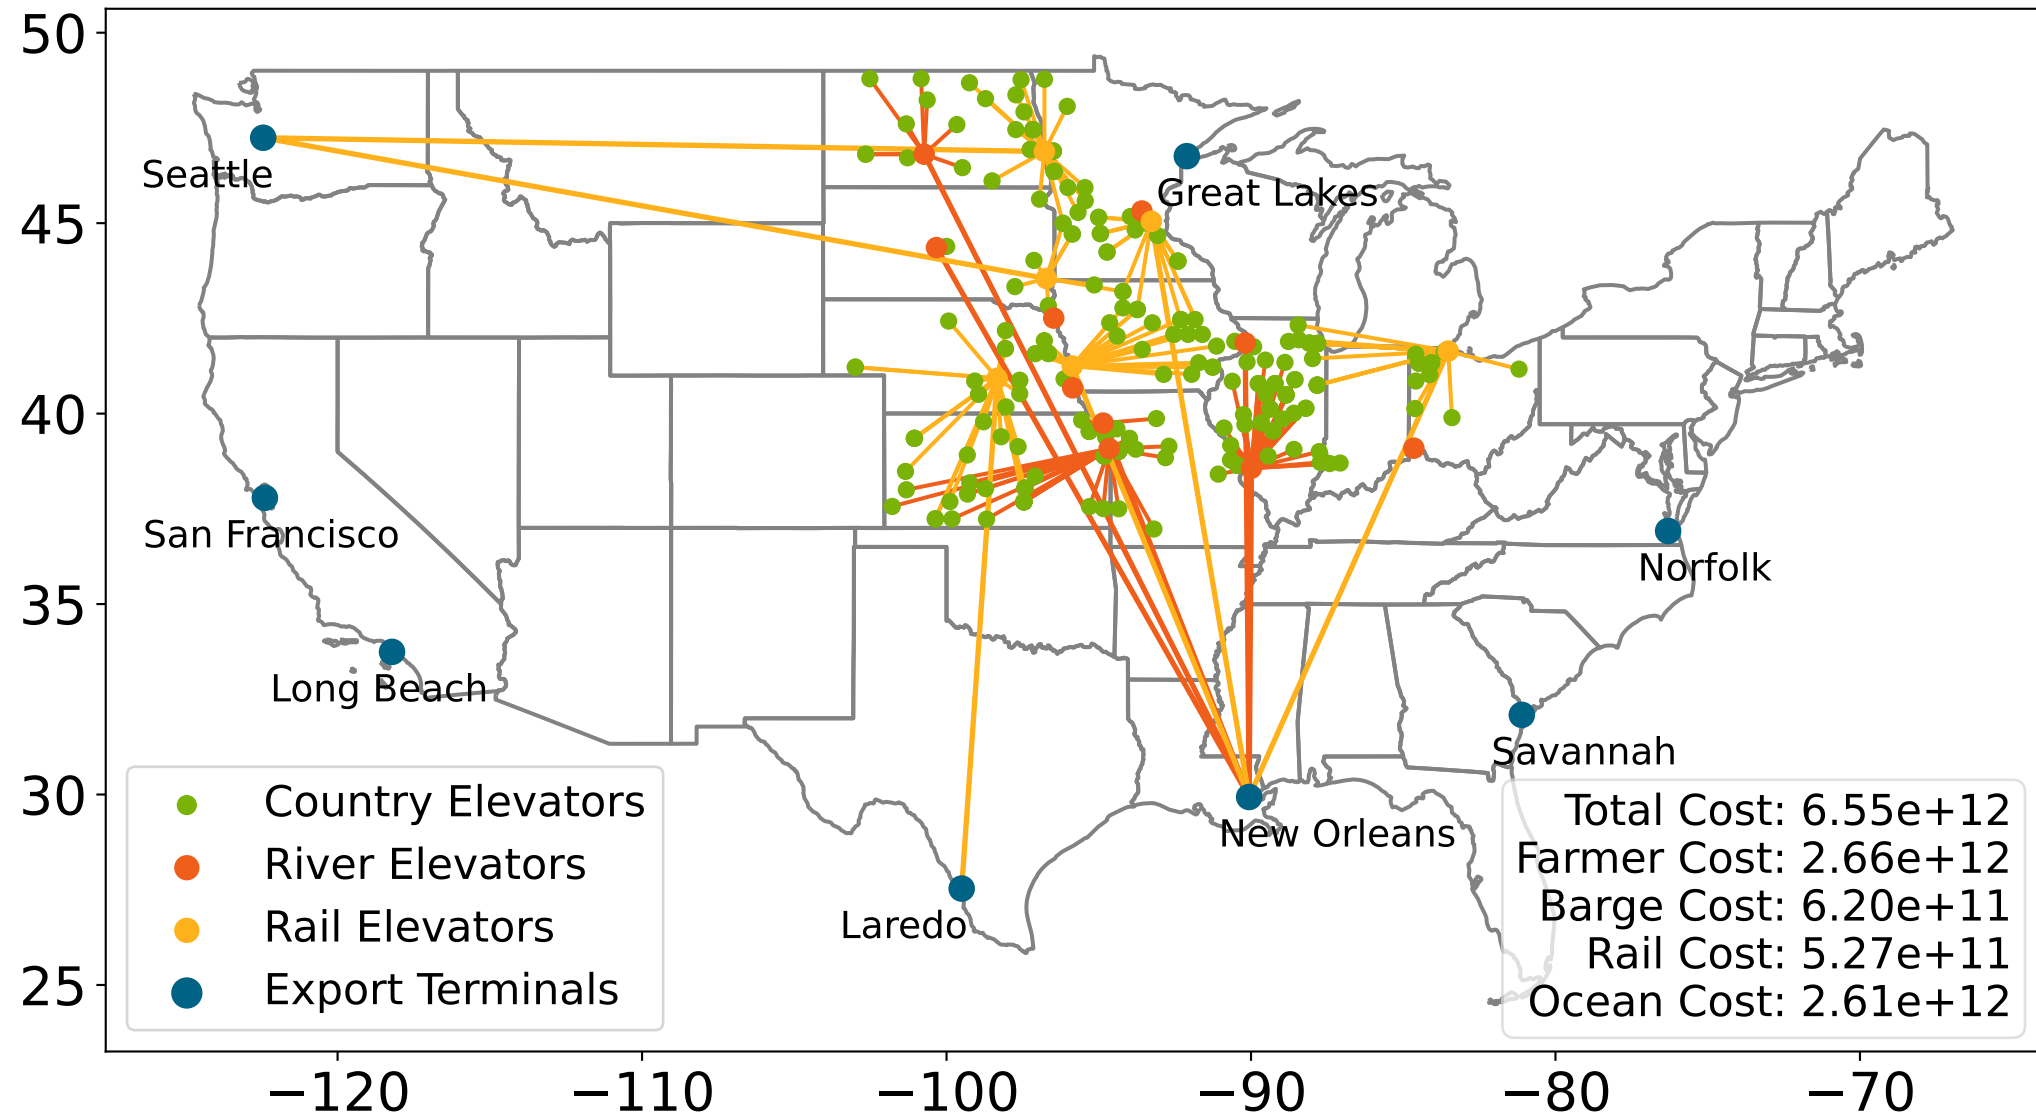 50
45
40
35
30
25
Seattle
Great Lakes
San Francisco
Norfolk
Long Beach
Savannah
New Orleans
Laredo
Country Elevators
River Elevators
Rail Elevators
Export Terminals
Total Cost: 6.55e+12
Farmer Cost: 2.66e+12
Barge Cost: 6.20e+11
Rail Cost: 5.27e+11
Ocean Cost: 2.61e+12
−120 −110 −100 −90 −80 −70